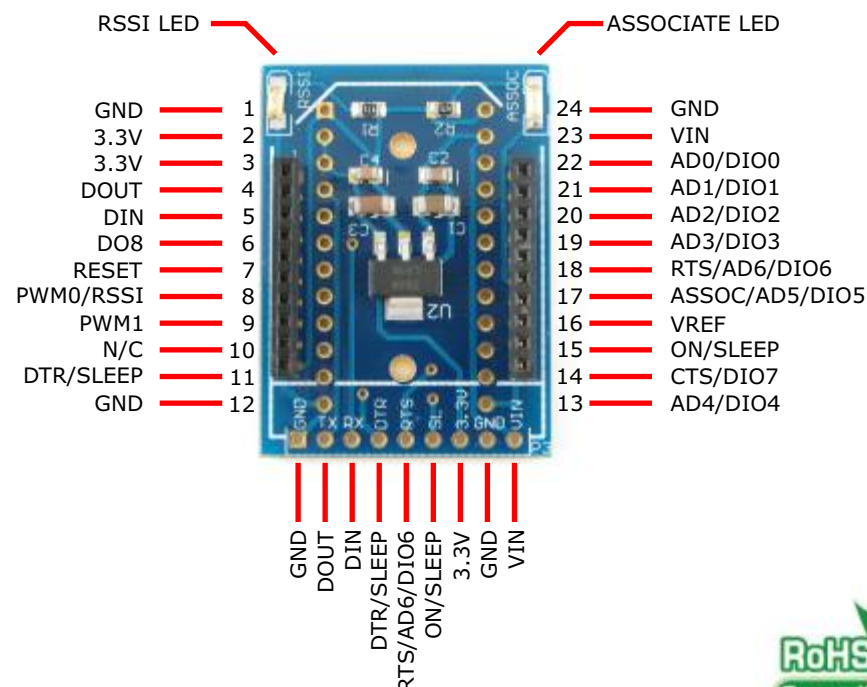 RSSI LED
ASSOCIATE LED
GND 1
3.3V 2
3.3V 3
DOUT 4
DIN 5
DO8 6
RESET 7
PWM0/RSSI 8
PWM1 9
N/C 10
DTR/SLEEP 11
GND 12
24 GND
23 VIN
22 AD0/DIO0
21 AD1/DIO1
20 AD2/DIO2
19 AD3/DIO3
18 RTS/AD6/DIO6
17 ASSOC/AD5/DIO5
16 VREF
15 ON/SLEEP
14 CTS/DIO7
13 AD4/DIO4
RSSI
ASSOC
R1
R2
C4
C2
C3
C1
U2
GND TX RX DTR RTS SL 3.3V GND VIN
GND
DOUT
DIN
DTR/SLEEP
RTS/AD6/DIO6
ON/SLEEP
3.3V
GND
VIN
RoHS